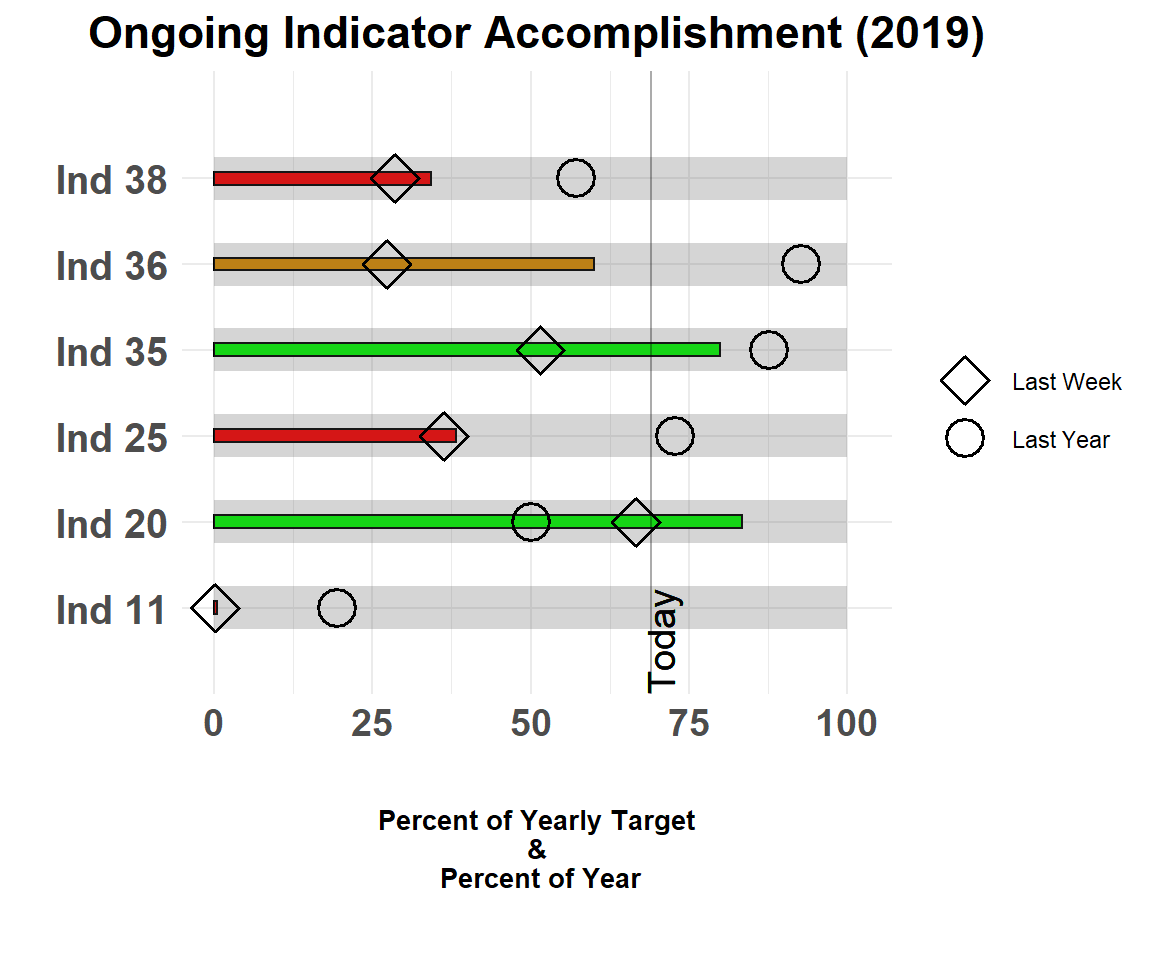 Ongoing Indicator Accomplishment (2019)
Ind 38
Ind 36
Ind 35
Ind 25
Ind 20
Ind 11
Last Week
Last Year
Today
0 25 50 75 100
Percent of Yearly Target
&
Percent of Year